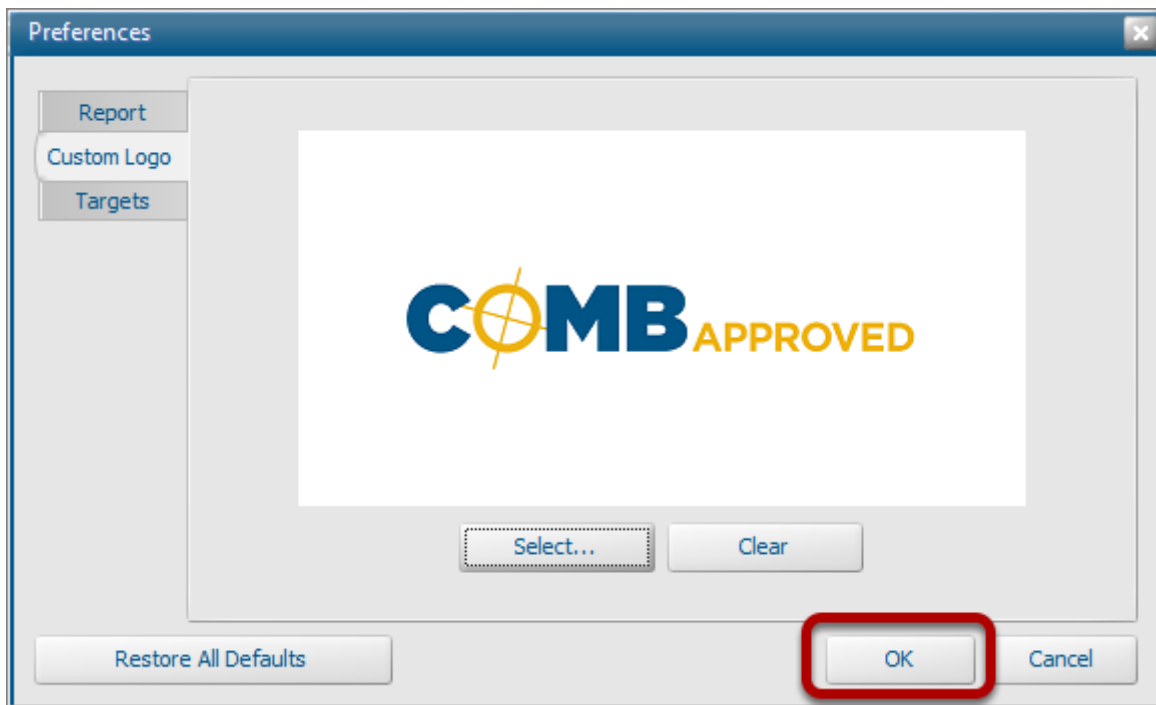 Preferences
Report
Custom Logo
Targets
COMB APPROVED
Select...
Clear
Restore All Defaults
OK
Cancel